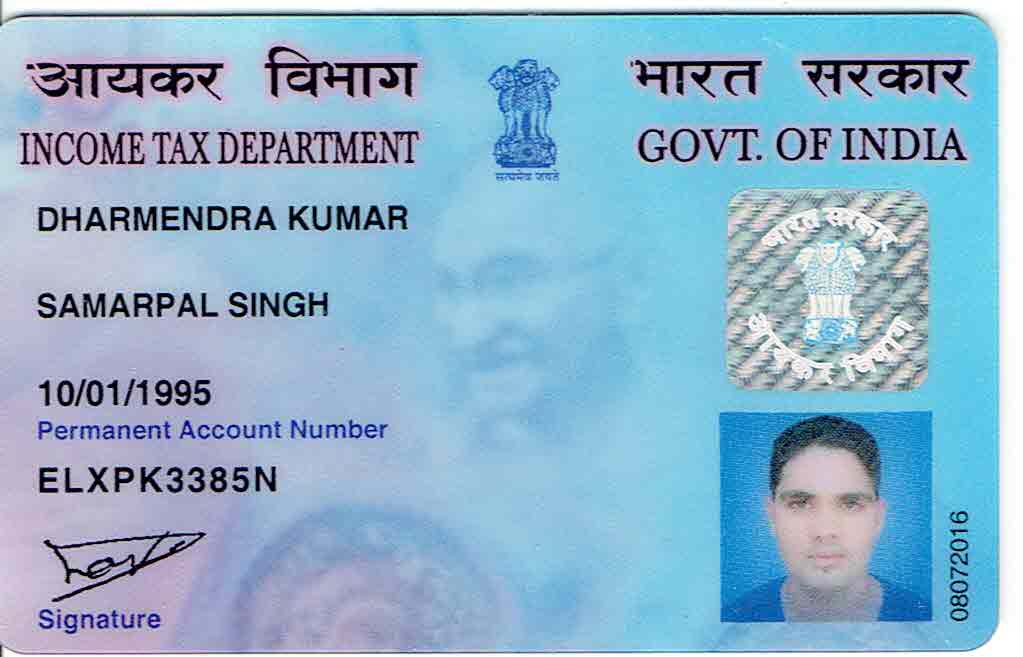 आयकर विभाग
INCOME TAX DEPARTMENT
सत्यमेव जयते
भारत सरकार
GOVT. OF INDIA
DHARMENDRA KUMAR
SAMARPAL SINGH
10/01/1995
Permanent Account Number
ELXPK3385N
Signature
भारत सरकार
आयकर विभाग
08072016